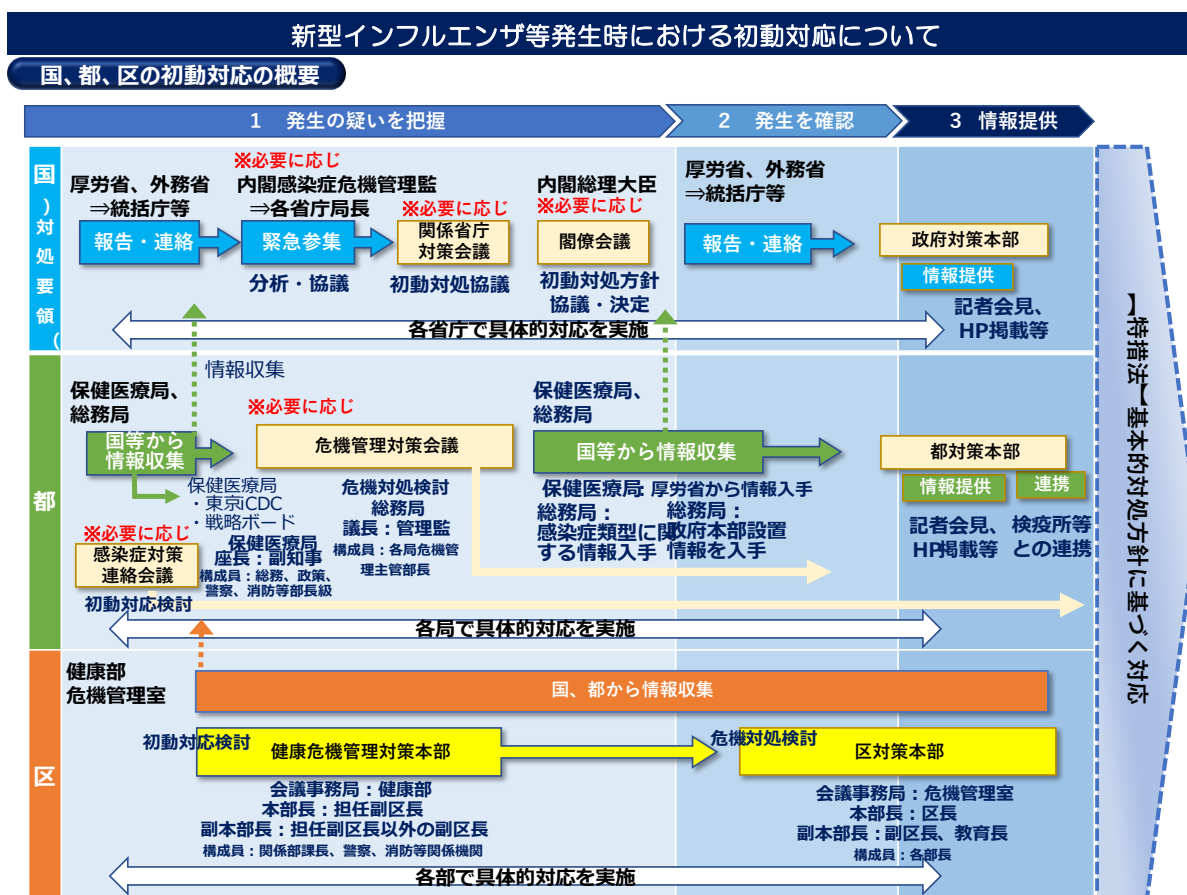 新型インフルエンザ等発生時における初動対応について
国、都、区の初動対応の概要
1 発生の疑いを把握
2 発生を確認
3 情報提供
国
)
対
処
要
領
(
厚労省、外務省
⇒統括庁等
報告・連絡
※必要に応じ
内閣感染症危機管理監
⇒各省庁局長
緊急参集
分析・協議
※必要に応じ
関係省庁
対策会議
初動対処協議
内閣総理大臣
※必要に応じ
閣僚会議
初動対処方針
協議・決定
厚労省、外務省
⇒統括庁等
報告・連絡
政府対策本部
情報提供
記者会見、
HP掲載等
各省庁で具体的対応を実施
都
情報収集
保健医療局、
総務局
国等から
情報収集
保健医療局
・東京iCDC
・戦略ボード
※必要に応じ
感染症対策
連絡会議
初動対応検討
保健医療局
座長：副知事
構成員：総務、政策、
警察、消防等部長級
※必要に応じ
危機管理対策会議
危機対処検討
総務局
議長：管理監
構成員：各局危機管
理主管部長
保健医療局、
総務局
国等から情報収集
保健医療局：厚労省から情報入手
総務局：
感染症類型に関
する情報入手
総務局：
政府本部設置
情報を入手
都対策本部
情報提供
連携
記者会見、
HP掲載等
検疫所等
との連携
各局で具体的対応を実施
区
健康部
危機管理室
国、都から情報収集
初動対応検討
健康危機管理対策本部
会議事務局：健康部
本部長：担任副区長
副本部長：担任副区長以外の副区長
構成員：関係部課長、警察、消防等関係機関
危機対処検討
区対策本部
会議事務局：危機管理室
本部長：区長
副本部長：副区長、教育長
構成員：各部長
各部で具体的対応を実施
【特措法】基本的対処方針に基づく対応